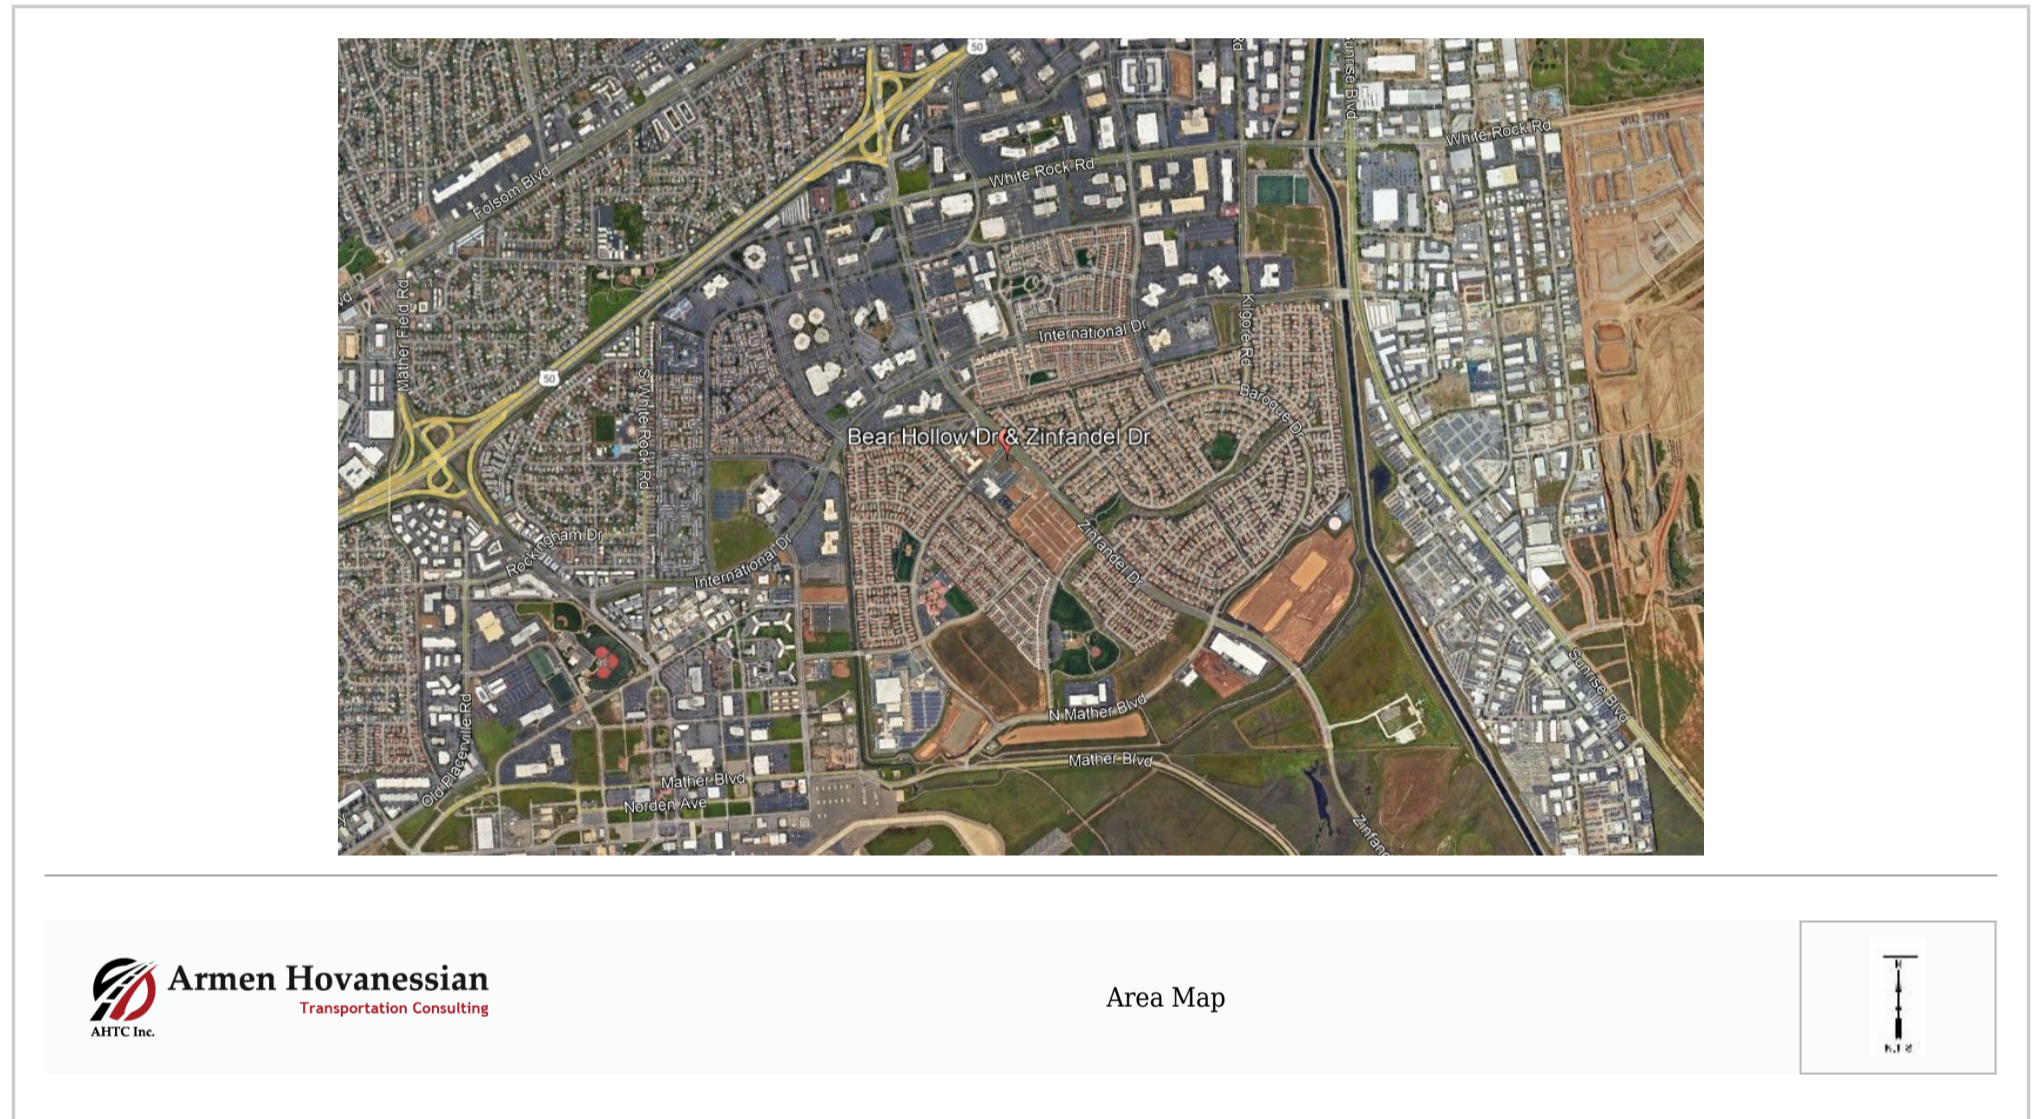 50
Rd
Sunrise Blvd
White Rock Rd
White Rock Rd
Folsom Blvd
Mather Field Rd
International Dr
Kilgore Rd
50
S White Rock Rd
Baroque Dr
Bear Hollow Dr & Zinfandel Dr
Zinfandel Dr
Rockingham Dr
International Dr
Sunrise Blvd
Old Placerville Rd
N Mather Blvd
Mather Blvd
Mather Blvd
Norden Ave
Armen Hovanessian
Transportation Consulting
AHTC Inc.
Area Map